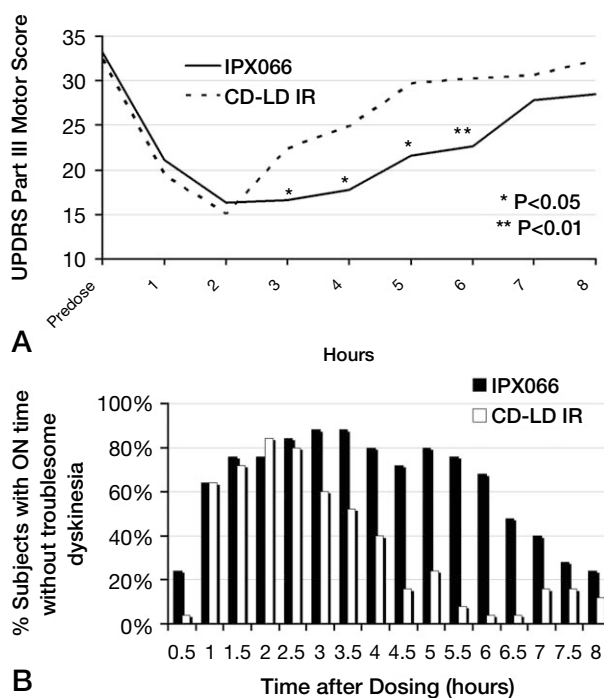 35
30
25
20
15
10
UPDRS Part III Motor Score
IPX066
CD-LD IR
*
*
*
**
* P<0.05
** P<0.01
Predose
1
2
3
4
5
6
7
8
A
Hours
IPX066
CD-LD IR
% Subjects with ON time
without troublesome
dyskinesia
100%
80%
60%
40%
20%
0%
0.5 1 1.5 2 2.5 3 3.5 4 4.5 5 5.5 6 6.5 7 7.5 8
B
Time after Dosing (hours)